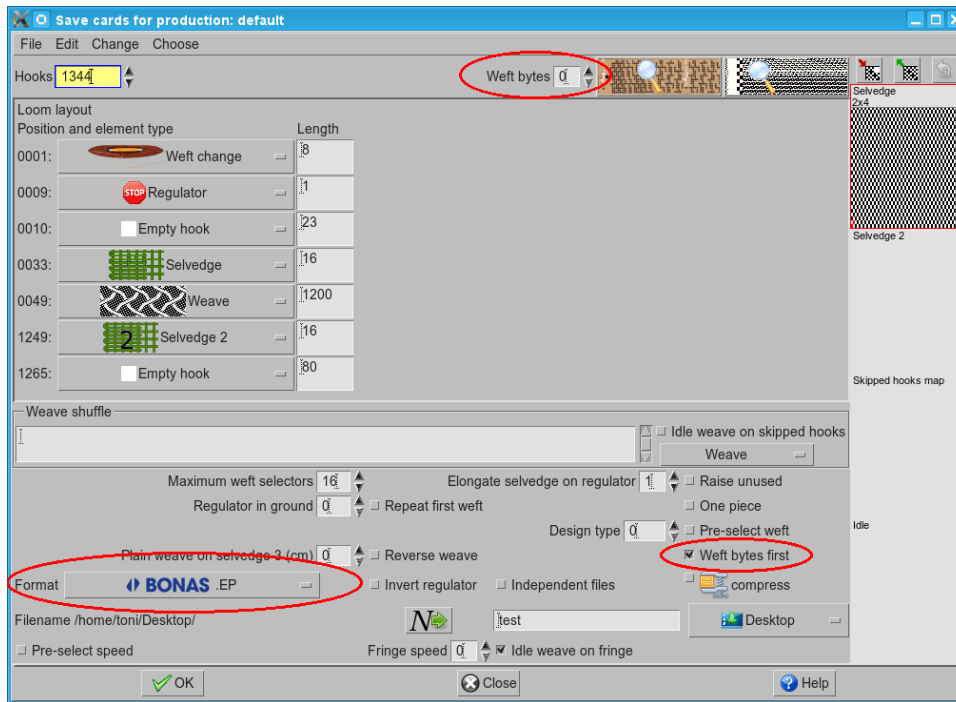 Save cards for production: default
File Edit Change Choose
Hooks 1344 Weft bytes 0
Selvedge
2x4
Loom layout
Position and element type Length
0001: Weft change 8
0009: STOP Regulator 1
0010: Empty hook 23
Selvedge 2
0033: Selvedge 16
0049: Weave 1200
1249: 2 Selvedge 2 16
1265: Empty hook 80
Skipped hooks map
Weave shuffle
Idle weave on skipped hooks
Weave
Maximum weft selectors 16 Elongate selvedge on regulator 1 Raise unused
Regulator in ground 0 Repeat first weft One piece
Design type 0 Pre-select weft
Idle
Plain weave on selvedge 3 (cm) 0 Reverse weave Weft bytes first
Format BONAS .EP Invert regulator Independent files compress
Filename /home/toni/Desktop/ N test Desktop
Pre-select speed Fringe speed 0 Idle weave on fringe
OK Close Help